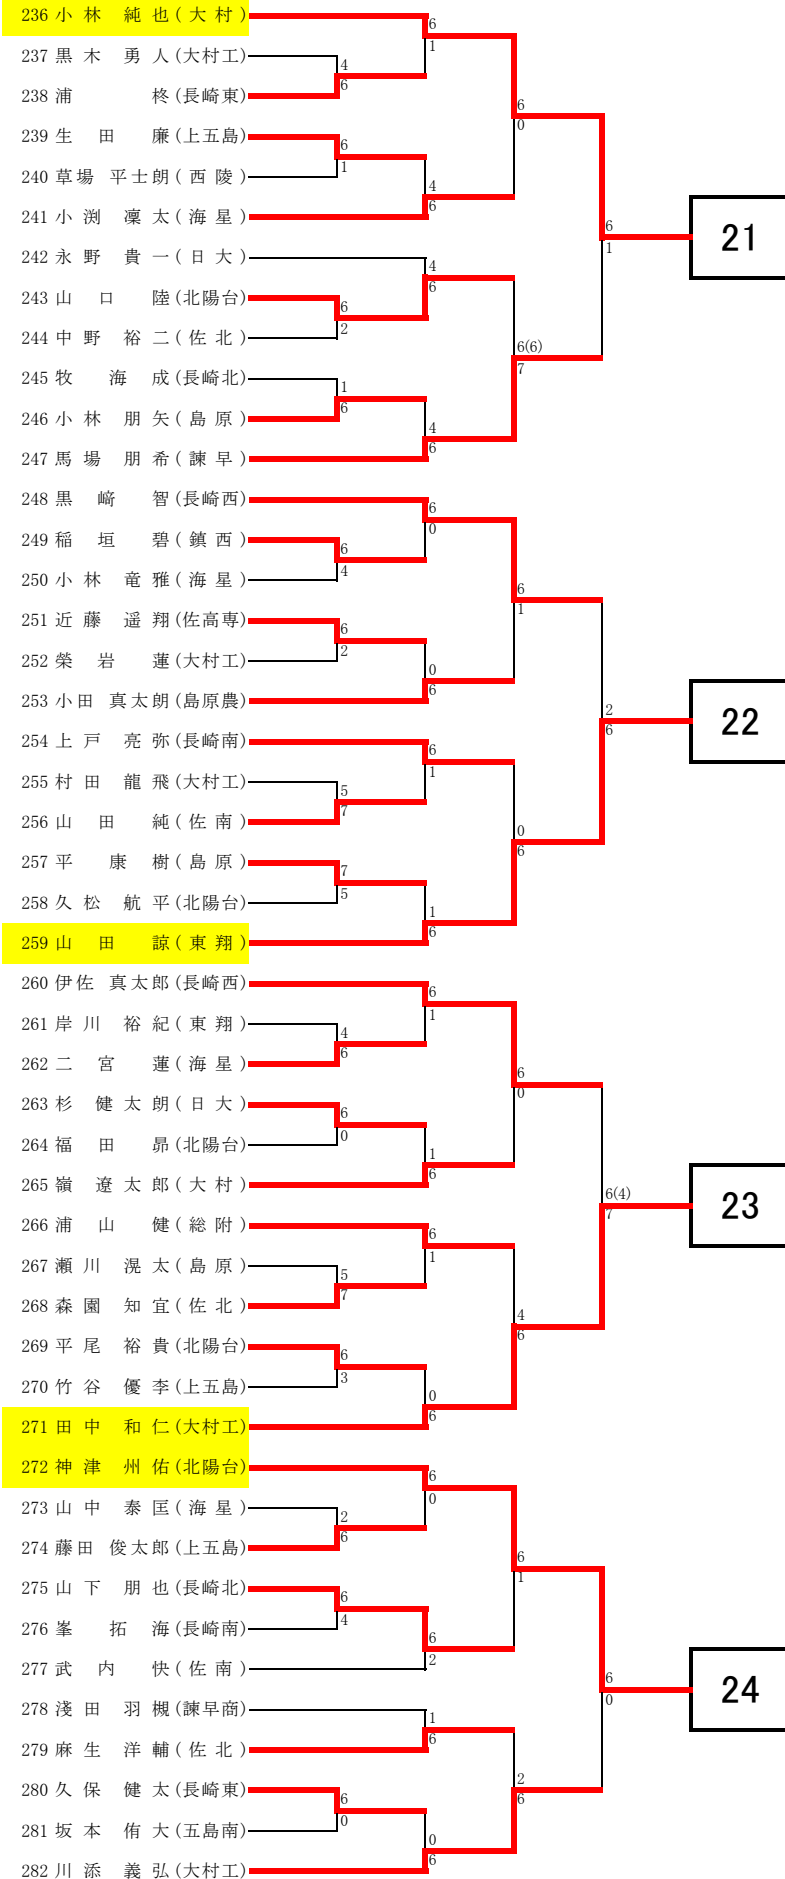 236 小林 純也(大村)
6
1
237 黒木 勇人(大村工)
4
6
238 浦 柊(長崎東)
6
0
239 生田 廉(上五島)
6
1
240 草場 平士朗(西陵)
4
6
241 小渕 凜太(海星)
6
1
21
242 永野 貴一(日大)
4
6
243 山口 陸(北陽台)
6
2
244 中野 裕二(佐北)
6(6)
7
245 牧 海成(長崎北)
1
6
246 小林 朋矢(島原)
4
6
247 馬場 朋希(諫早)
248 黒﨑 智(長崎西)
6
0
249 稲垣 碧(鎮西)
6
4
250 小林 竜雅(海星)
6
1
251 近藤 遥翔(佐高専)
6
2
252 榮岩 蓮(大村工)
0
6
253 小田 真太朗(島原農)
2
6
22
254 上戸 亮弥(長崎南)
6
1
255 村田 龍飛(大村工)
5
7
256 山田 純(佐南)
0
6
257 平 康樹(島原)
7
5
258 久松 航平(北陽台)
1
6
259 山田 諒(東翔)
260 伊佐 真太郎(長崎西)
6
1
261 岸川 裕紀(東翔)
4
6
262 二宮 蓮(海星)
6
0
263 杉 健太朗(日大)
6
0
264 福田 昴(北陽台)
1
6
265 嶺 遼太郎(大村)
6(4)
7
23
266 浦山 健(総附)
6
1
267 瀬川 滉太(島原)
5
7
268 森園 知宜(佐北)
4
6
269 平尾 裕貴(北陽台)
6
3
270 竹谷 優李(上五島)
0
6
271 田中 和仁(大村工)
272 神津 州佑(北陽台)
6
0
273 山中 泰匡(海星)
2
6
274 藤田 俊太郎(上五島)
6
1
275 山下 朋也(長崎北)
6
4
276 峯 拓海(長崎南)
6
2
277 武内 快(佐南)
6
0
24
278 淺田 羽槻(諫早商)
1
6
279 麻生 洋輔(佐北)
2
6
280 久保 健太(長崎東)
6
0
281 坂本 侑大(五島南)
0
6
282 川添 義弘(大村工)